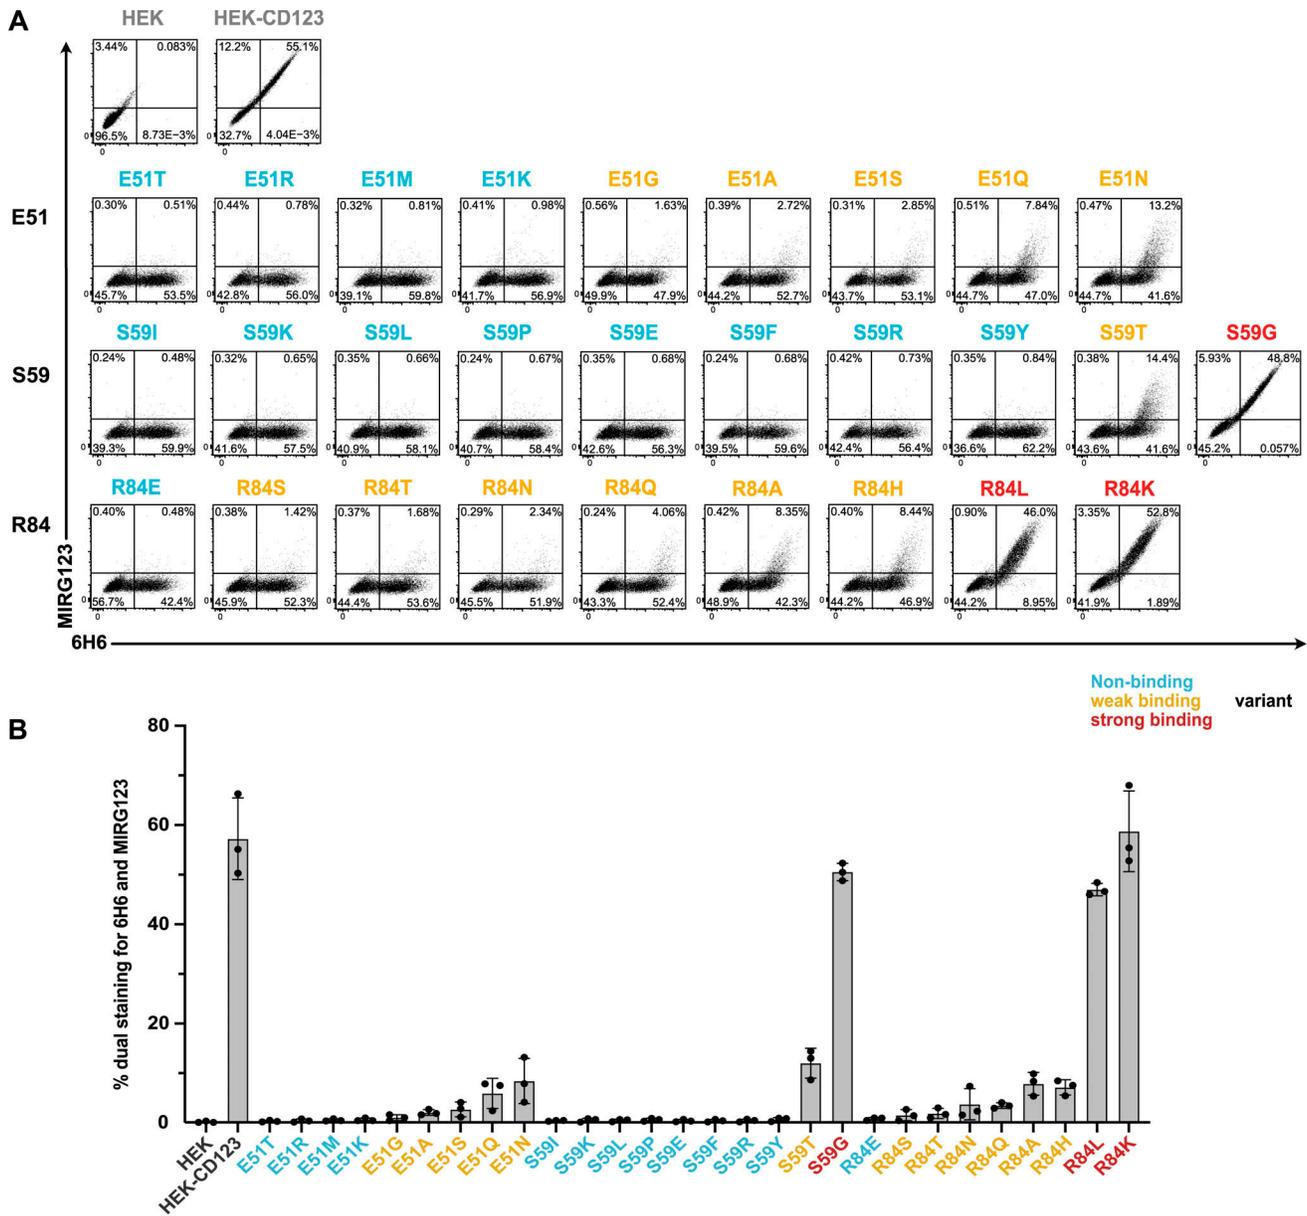 A
HEK HEK-CD123
3.44% 0.083% 12.2% 55.1%
96.5% 8.73E−3% 32.7% 4.04E−3%
E51T E51R E51M E51K E51G E51A E51S E51Q E51N
E51
0.30% 0.51% 0.44% 0.78% 0.32% 0.81% 0.41% 0.98% 0.56% 1.63% 0.39% 2.72% 0.31% 2.85% 0.51% 7.84% 0.47% 13.2%
45.7% 53.5% 42.8% 56.0% 39.1% 59.8% 41.7% 56.9% 49.9% 47.9% 44.2% 52.7% 43.7% 53.1% 44.7% 47.0% 44.7% 41.6%
S59I S59K S59L S59P S59E S59F S59R S59Y S59T S59G
S59
0.24% 0.48% 0.32% 0.65% 0.35% 0.66% 0.24% 0.67% 0.35% 0.68% 0.24% 0.68% 0.42% 0.73% 0.35% 0.84% 0.38% 14.4% 5.93% 48.8%
39.3% 59.9% 41.6% 57.5% 40.9% 58.1% 40.7% 58.4% 42.6% 56.3% 39.5% 59.6% 42.4% 56.4% 36.6% 62.2% 43.6% 41.6% 45.2% 0.057%
R84E R84S R84T R84N R84Q R84A R84H R84L R84K
R84
0.40% 0.48% 0.38% 1.42% 0.37% 1.68% 0.29% 2.34% 0.24% 4.06% 0.42% 8.35% 0.40% 8.44% 0.90% 46.0% 3.35% 52.8%
56.7% 42.4% 45.9% 52.3% 44.4% 53.6% 45.5% 51.9% 43.3% 52.4% 48.9% 42.3% 44.2% 46.9% 44.2% 8.95% 41.9% 1.89%
MIRG123
6H6
Non-binding
weak binding variant
strong binding
B
% dual staining for 6H6 and MIRG123
80
60
40
20
0
HEK HEK-CD123 E51T E51R E51M E51K E51G E51A E51S E51Q E51N S59I S59K S59L S59P S59E S59F S59R S59Y S59T S59G R84E R84S R84T R84N R84Q R84A R84H R84L R84K